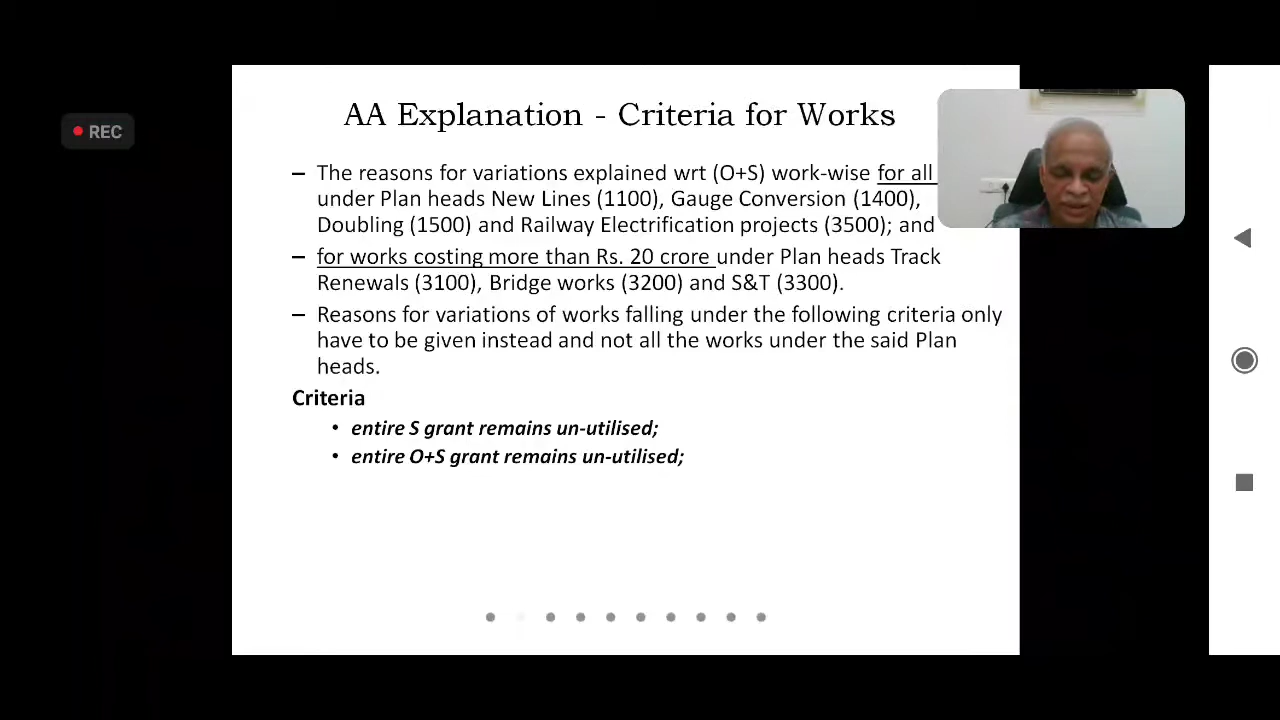 REC
AA Explanation - Criteria for Works
– The reasons for variations explained wrt (O+S) work-wise for all
under Plan heads New Lines (1100), Gauge Conversion (1400),
Doubling (1500) and Railway Electrification projects (3500); and
– for works costing more than Rs. 20 crore under Plan heads Track
Renewals (3100), Bridge works (3200) and S&T (3300).
– Reasons for variations of works falling under the following criteria only
have to be given instead and not all the works under the said Plan
heads.
Criteria
• entire S grant remains un-utilised;
• entire O+S grant remains un-utilised;